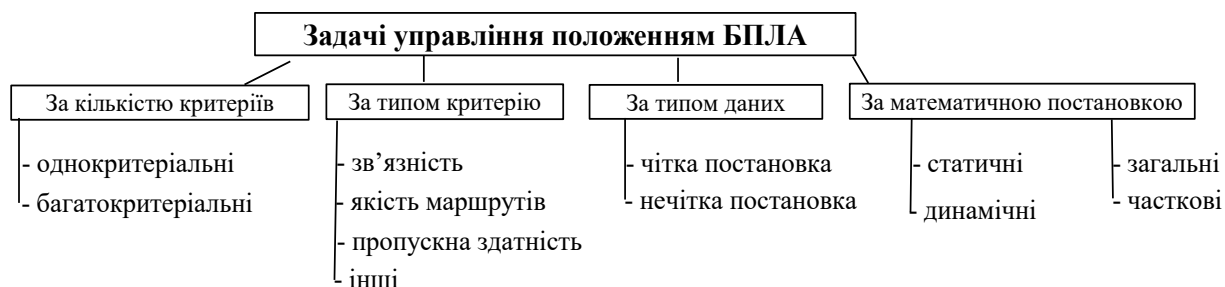 Задачі управління положенням БПЛА
За кількістю критеріїв
- однокритеріальні
- багатокритеріальні
За типом критерію
- зв’язність
- якість маршрутів
- пропускна здатність
- інші
За типом даних
- чітка постановка
- нечітка постановка
За математичною постановкою
- статичні
- динамічні
- загальні
- часткові